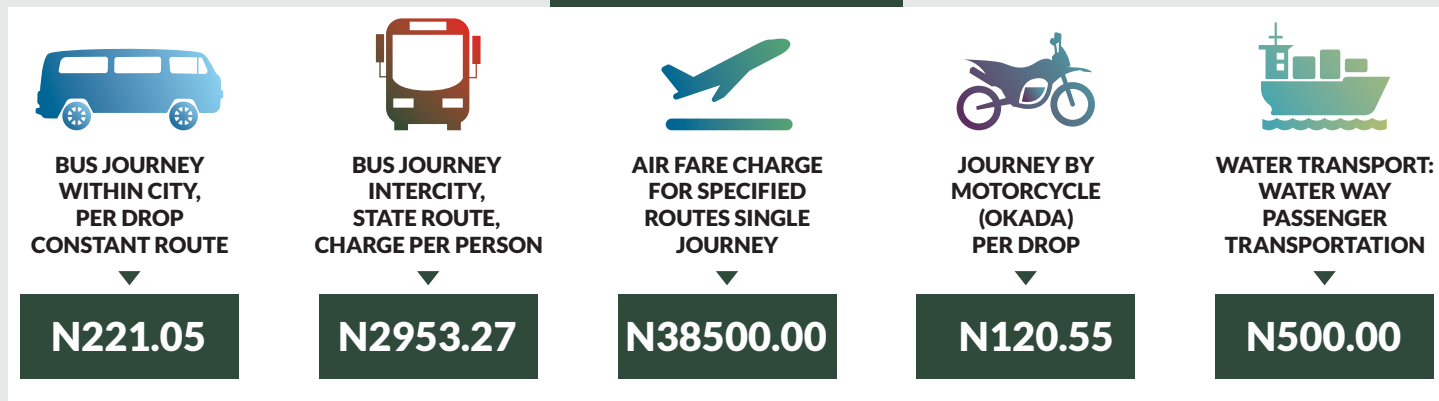 BUS JOURNEY
WITHIN CITY,
PER DROP
CONSTANT ROUTE
N221.05
BUS JOURNEY
INTERCITY,
STATE ROUTE,
CHARGE PER PERSON
N2953.27
AIR FARE CHARGE
FOR SPECIFIED
ROUTES SINGLE
JOURNEY
N38500.00
JOURNEY BY
MOTORCYCLE
(OKADA)
PER DROP
N120.55
WATER TRANSPORT:
WATER WAY
PASSENGER
TRANSPORTATION
N500.00